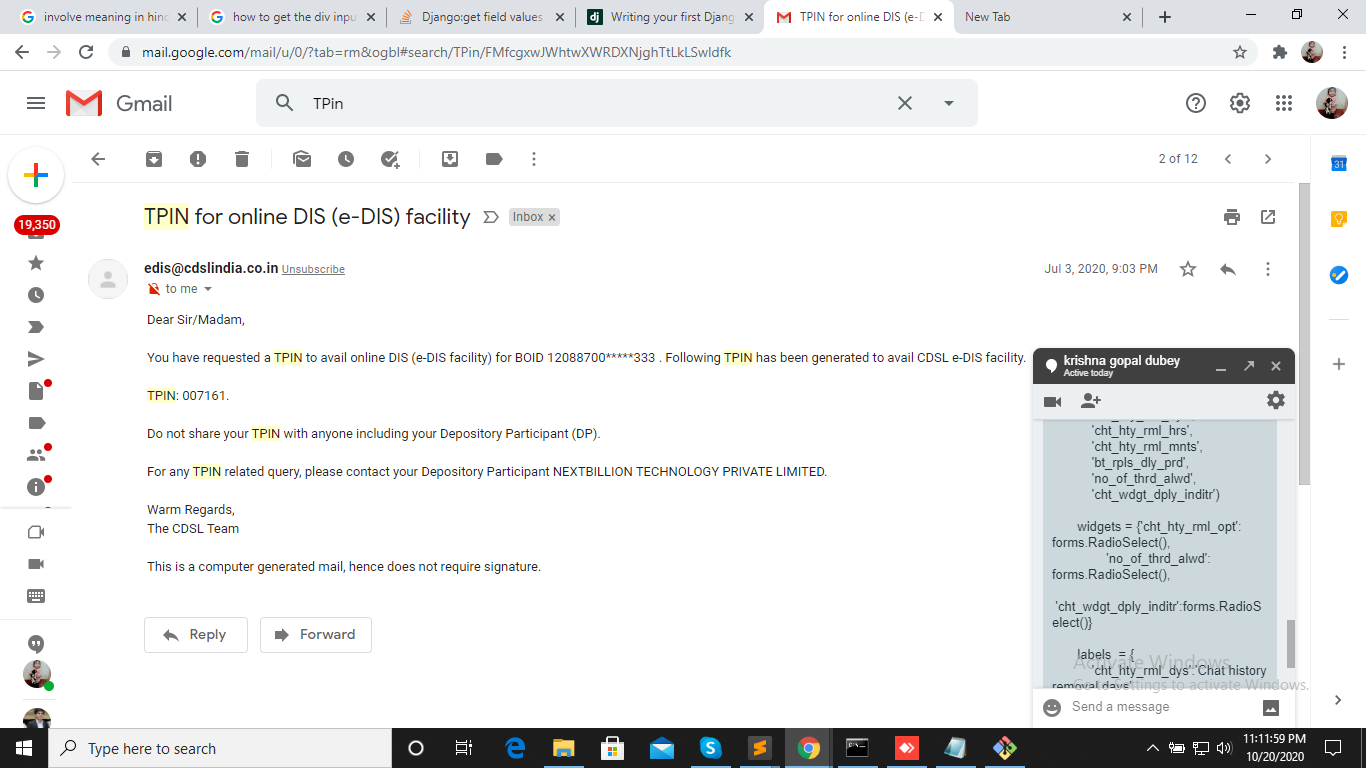 involve meaning in hind
how to get the div inpu
Django:get field values
Writing your first Djang
TPIN for online DIS (e-D
New Tab
mail.google.com/mail/u/0/?tab=rm&ogbl#search/TPin/FMfcgxwJWhtwXWRDXNjghTtLkLSwldfk
Gmail
TPin
2 of 12
31
19,350
TPIN for online DIS (e-DIS) facility
Inbox ×
edis@cdslindia.co.in Unsubscribe
Jul 3, 2020, 9:03 PM
to me
Dear Sir/Madam,
You have requested a TPIN to avail online DIS (e-DIS facility) for BOID 12088700*****333 . Following TPIN has been generated to avail CDSL e-DIS facility.
TPIN: 007161.
Do not share your TPIN with anyone including your Depository Participant (DP).
For any TPIN related query, please contact your Depository Participant NEXTBILLION TECHNOLOGY PRIVATE LIMITED.
Warm Regards,
The CDSL Team
This is a computer generated mail, hence does not require signature.
Reply
Forward
krishna gopal dubey
Active today
'cht_hty_rml_hrs',
'cht_hty_rml_mnts',
'bt_rpls_dly_prd',
'no_of_thrd_alwd',
'cht_wdgt_dply_inditr')
widgets = {'cht_hty_rml_opt':
forms.RadioSelect(),
'no_of_thrd_alwd':
forms.RadioSelect(),
'cht_wdgt_dply_inditr':forms.RadioS
elect()}
labels = {
'cht_hty_rml_dys':'Chat history
removal days'
Activate Windows
Go to Settings to activate Windows.
Send a message
Type here to search
11:11:59 PM
10/20/2020